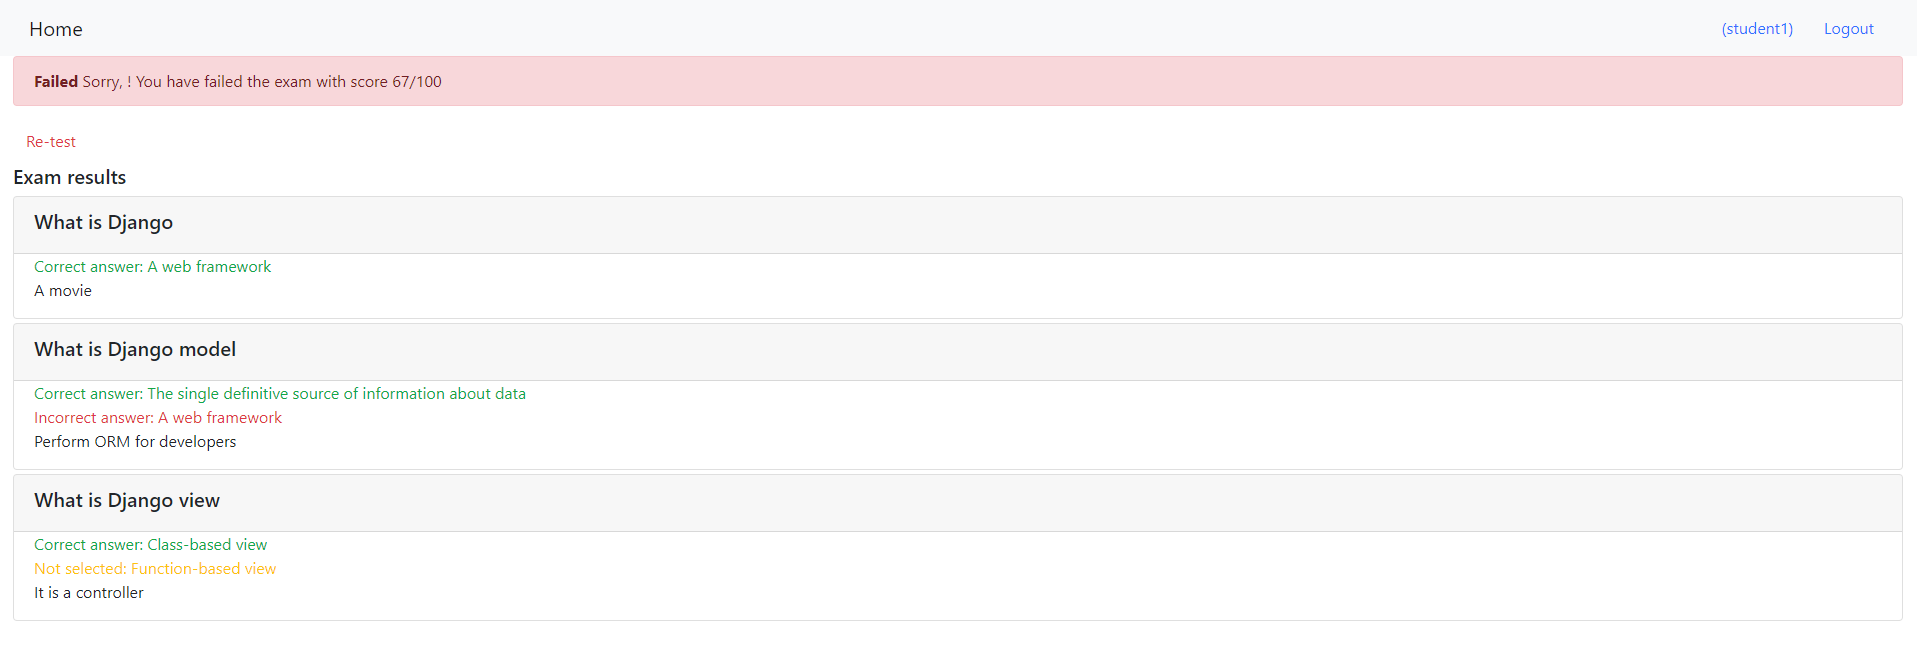 Home (student1) Logout
Failed Sorry, ! You have failed the exam with score 67/100
Re-test
Exam results
What is Django
Correct answer: A web framework
A movie
What is Django model
Correct answer: The single definitive source of information about data
Incorrect answer: A web framework
Perform ORM for developers
What is Django view
Correct answer: Class-based view
Not selected: Function-based view
It is a controller